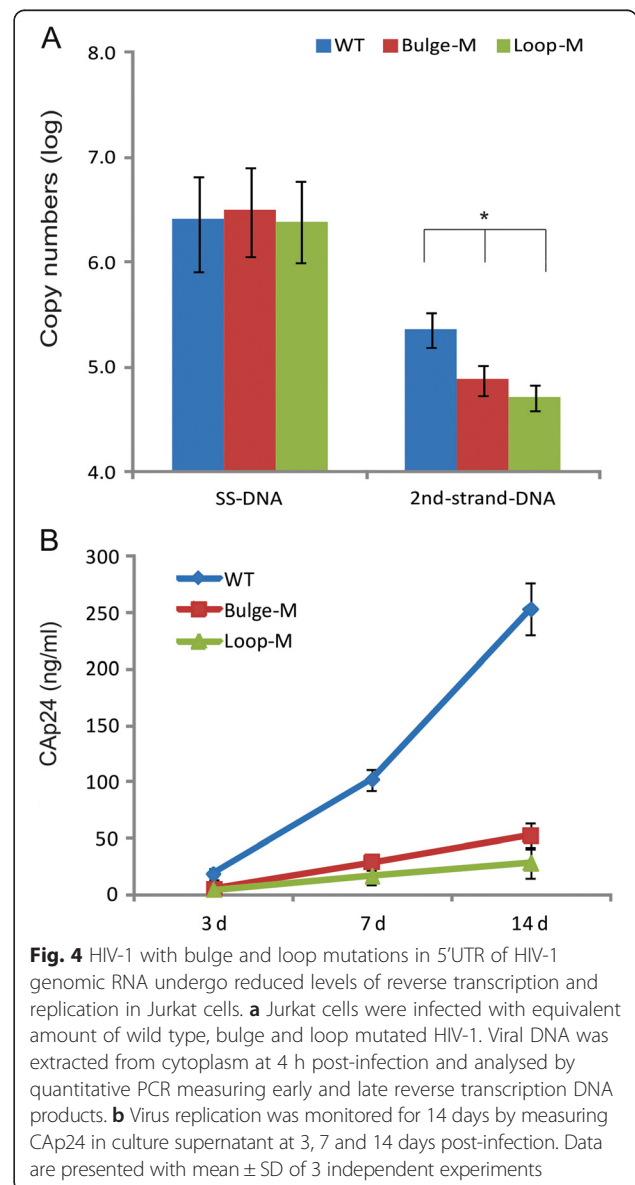 A
WT Bulge-M Loop-M
Copy numbers (log)
8.0
7.0
6.0
5.0
4.0
*
SS-DNA 2nd-strand-DNA
B
CAp24 (ng/ml)
300
250
200
150
100
50
0
WT
Bulge-M
Loop-M
3 d 7 d 14 d
Fig. 4 HIV-1 with bulge and loop mutations in 5’UTR of HIV-1
genomic RNA undergo reduced levels of reverse transcription and
replication in Jurkat cells. a Jurkat cells were infected with equivalent
amount of wild type, bulge and loop mutated HIV-1. Viral DNA was
extracted from cytoplasm at 4 h post-infection and analysed by
quantitative PCR measuring early and late reverse transcription DNA
products. b Virus replication was monitored for 14 days by measuring
CAp24 in culture supernatant at 3, 7 and 14 days post-infection. Data
are presented with mean ± SD of 3 independent experiments